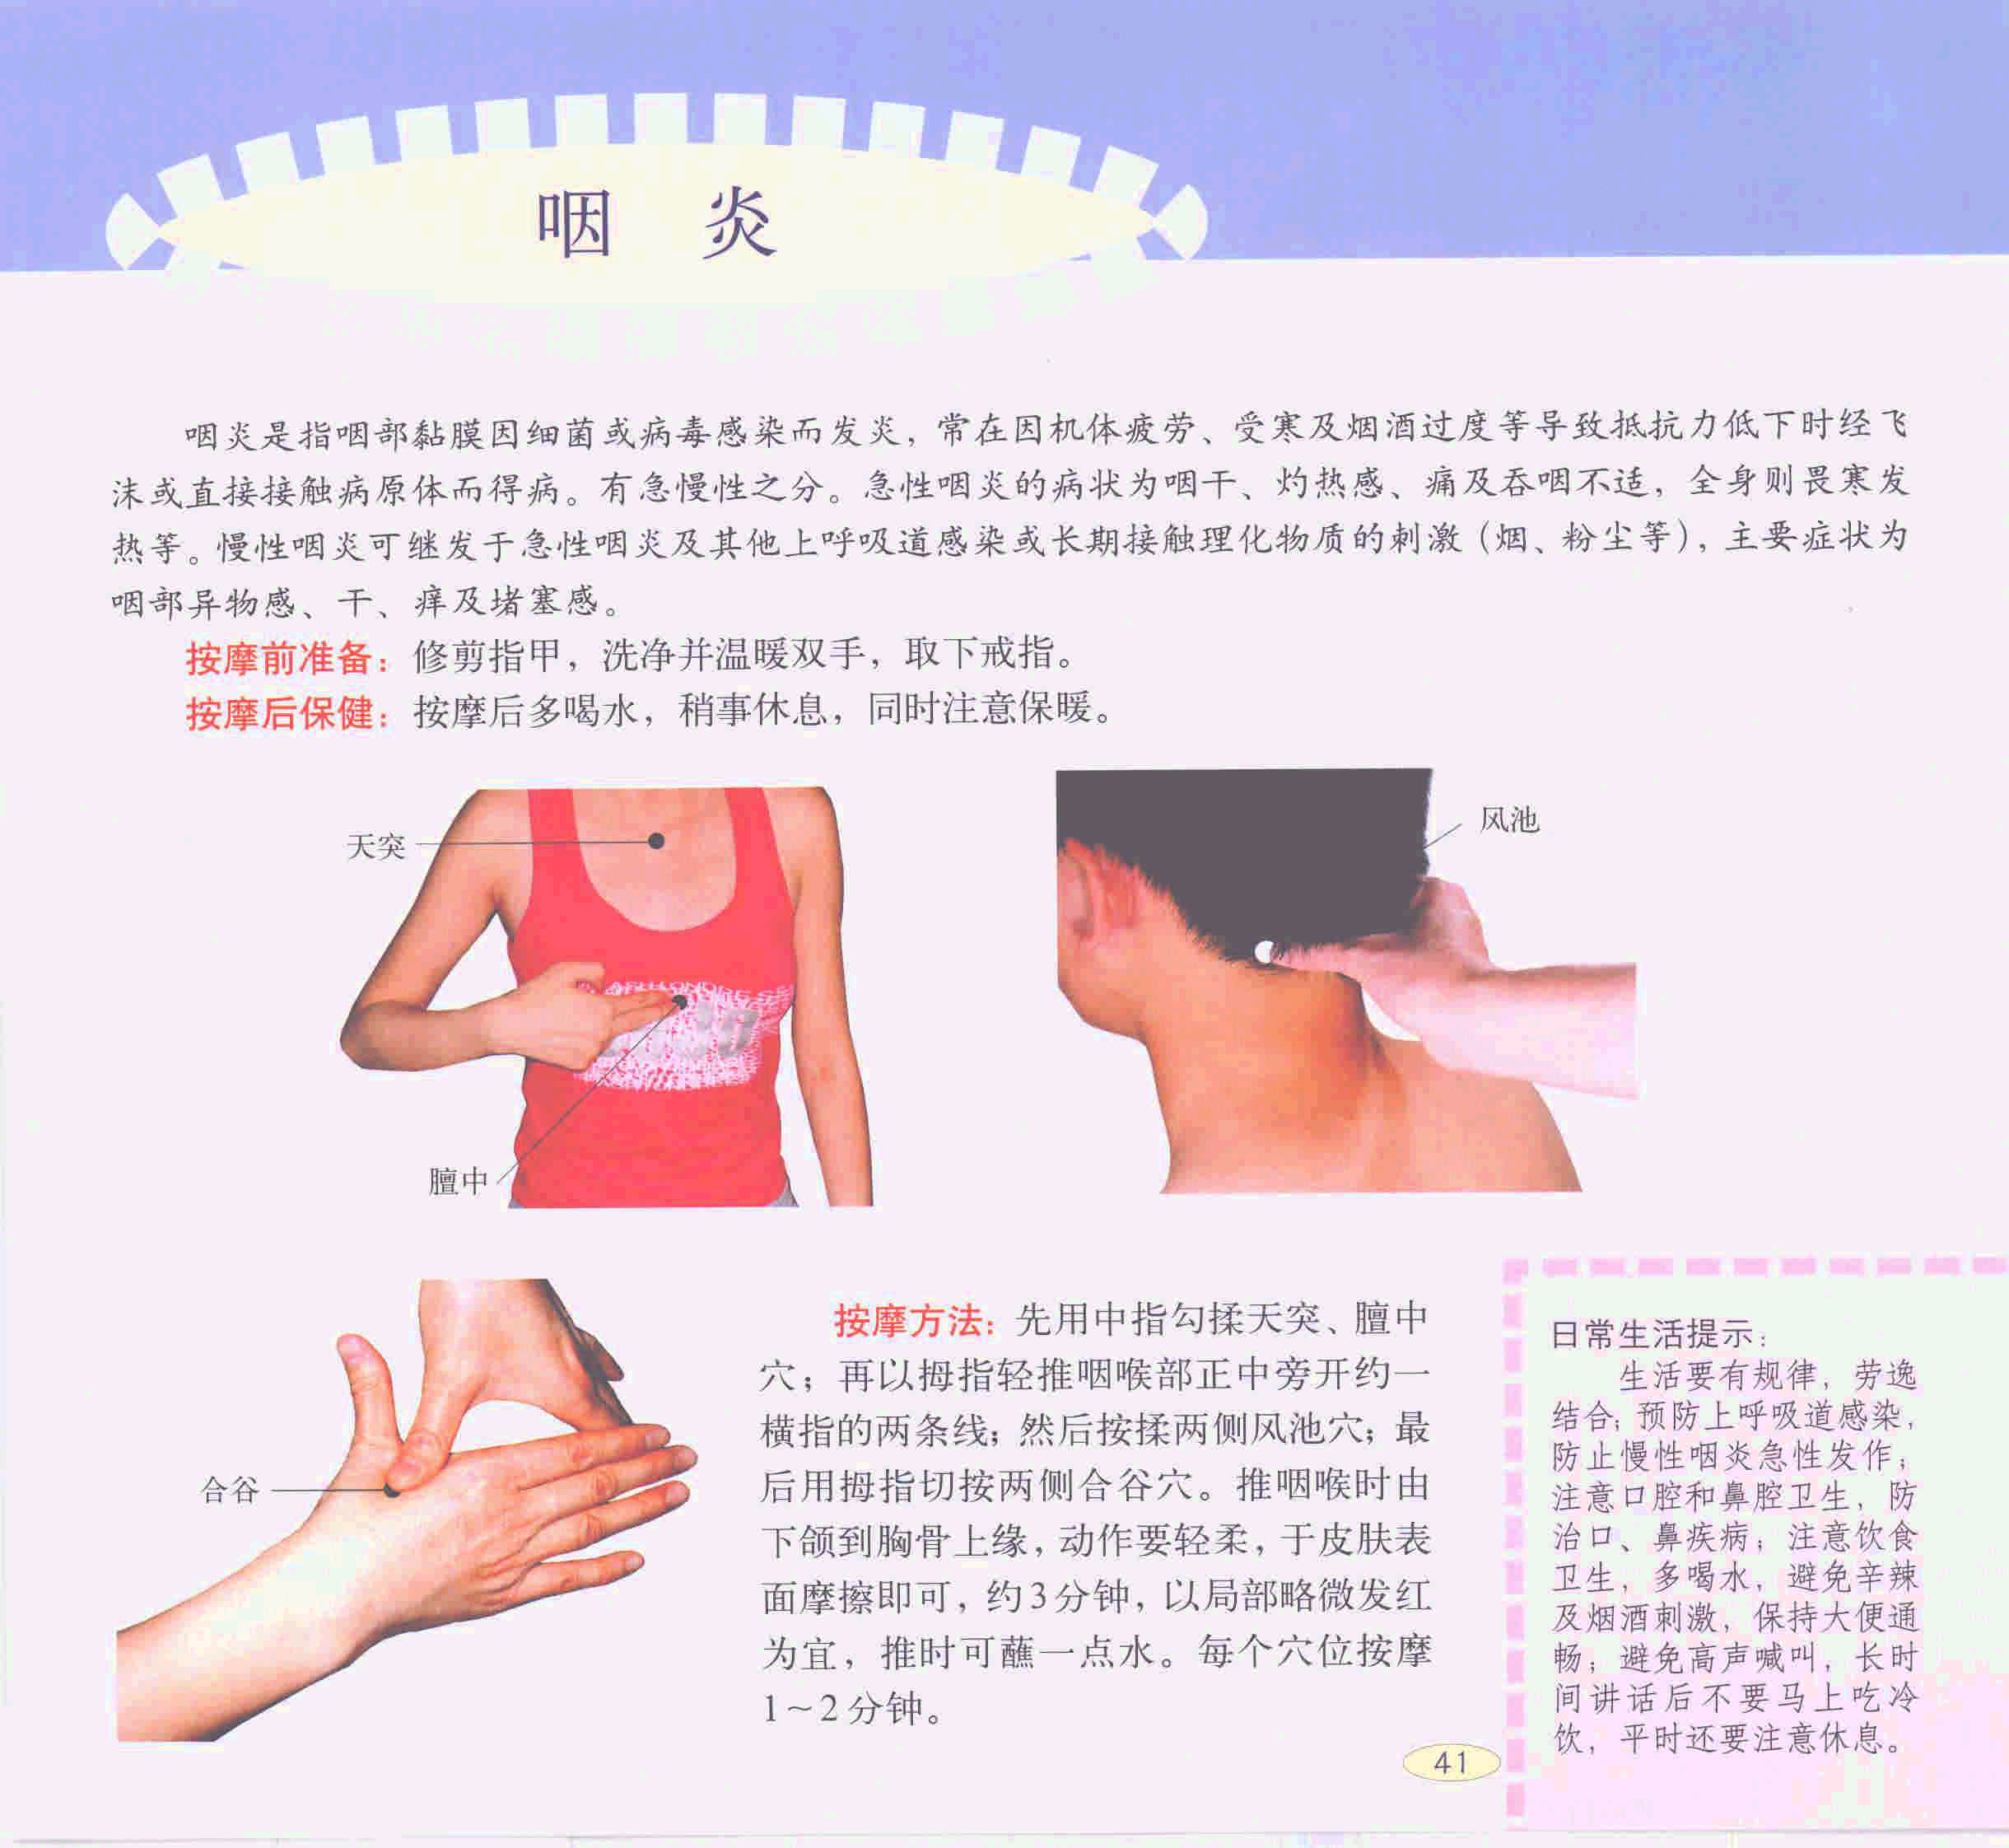 咽 炎
咽炎是指咽部黏膜因细菌或病毒感染而发炎，常在因机体疲劳、受寒及烟酒过度等导致抵抗力低下时经飞
沫或直接接触病原体而得病。有急慢性之分。急性咽炎的病状为咽干、灼热感、痛及吞咽不适，全身则畏寒发
热等。慢性咽炎可继发于急性咽炎及其他上呼吸道感染或长期接触理化物质的刺激（烟、粉尘等），主要症状为
咽部异物感、干、痒及堵塞感。
按摩前准备：修剪指甲，洗净并温暖双手，取下戒指。
按摩后保健：按摩后多喝水，稍事休息，同时注意保暖。
天突
膻中
风池
合谷
按摩方法：先用中指勾揉天突、膻中
穴；再以拇指轻推咽喉部正中旁开约一
横指的两条线；然后按揉两侧风池穴；最
后用拇指切按两侧合谷穴。推咽喉时由
下颌到胸骨上缘，动作要轻柔，于皮肤表
面摩擦即可，约3分钟，以局部略微发红
为宜，推时可蘸一点水。每个穴位按摩
1～2分钟。
日常生活提示：
生活要有规律，劳逸
结合；预防上呼吸道感染，
防止慢性咽炎急性发作；
注意口腔和鼻腔卫生，防
治口、鼻疾病；注意饮食
卫生，多喝水，避免辛辣
及烟酒刺激，保持大便通
畅；避免高声喊叫，长时
间讲话后不要马上吃冷
饮，平时还要注意休息。
41